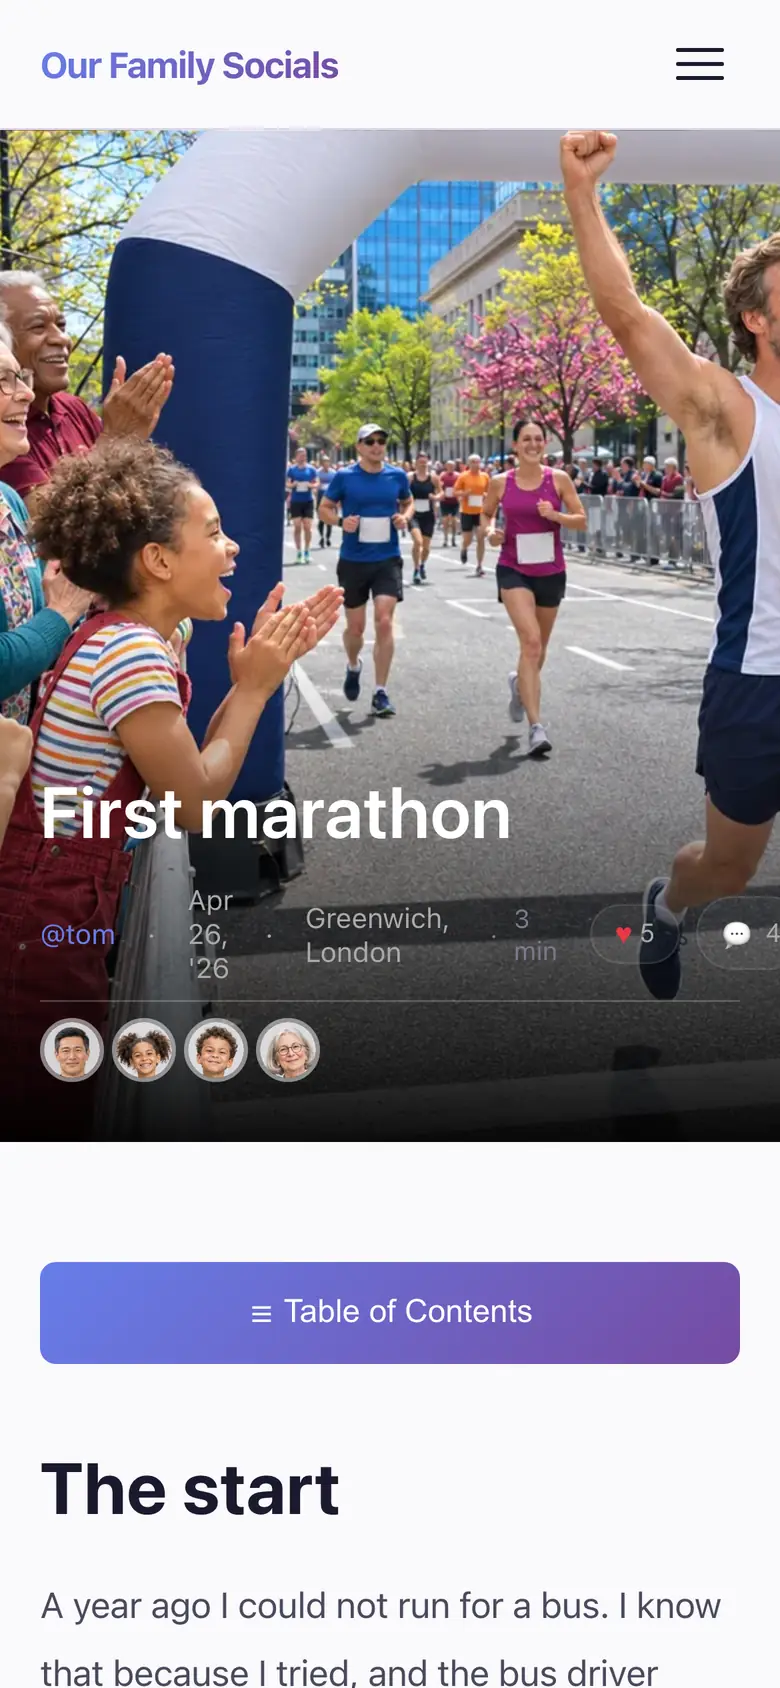 Our Family Socials
First marathon
@tom · Apr 26, '26 · Greenwich, London · 3 min ♥ 5 💬 4
☰ Table of Contents
The start
A year ago I could not run for a bus. I know
that because I tried, and the bus driver